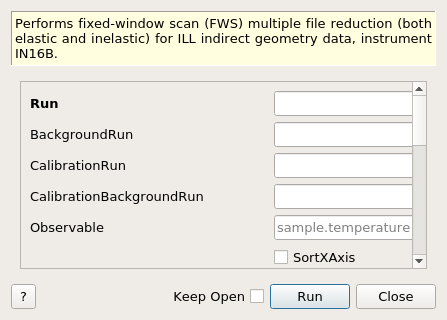 Performs fixed-window scan (FWS) multiple file reduction (both
elastic and inelastic) for ILL indirect geometry data, instrument
IN16B.
Run
BackgroundRun
CalibrationRun
CalibrationBackgroundRun
Observable sample.temperature
SortXAxis
? Keep Open Run Close